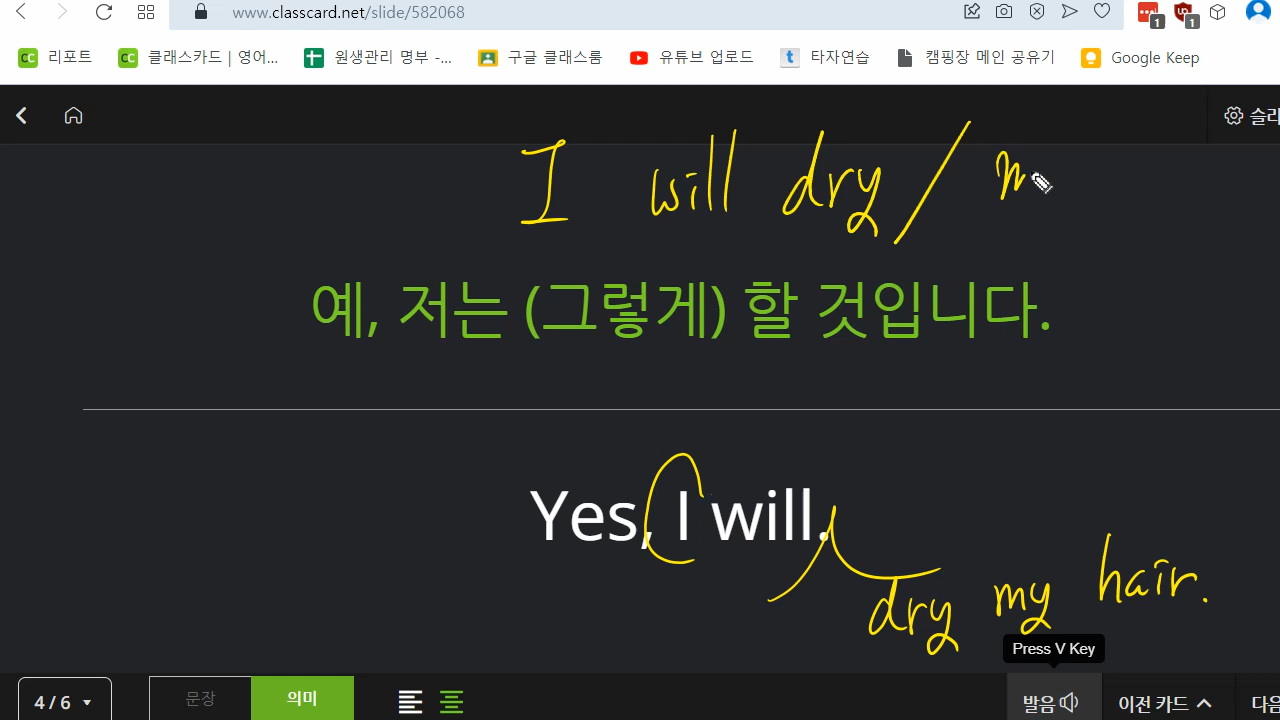 www.classcard.net/slide/582068
1 1
리포트 클래스카드 | 영어... 원생관리 명부 -... 구글 클래스룸 유튜브 업로드 타자연습 캠핑장 메인 공유기 Google Keep
I will dry / m
예, 저는 (그렇게) 할 것입니다.
Yes, I will.
dry my hair.
Press V Key
4 / 6 문장 의미 발음 이전 카드